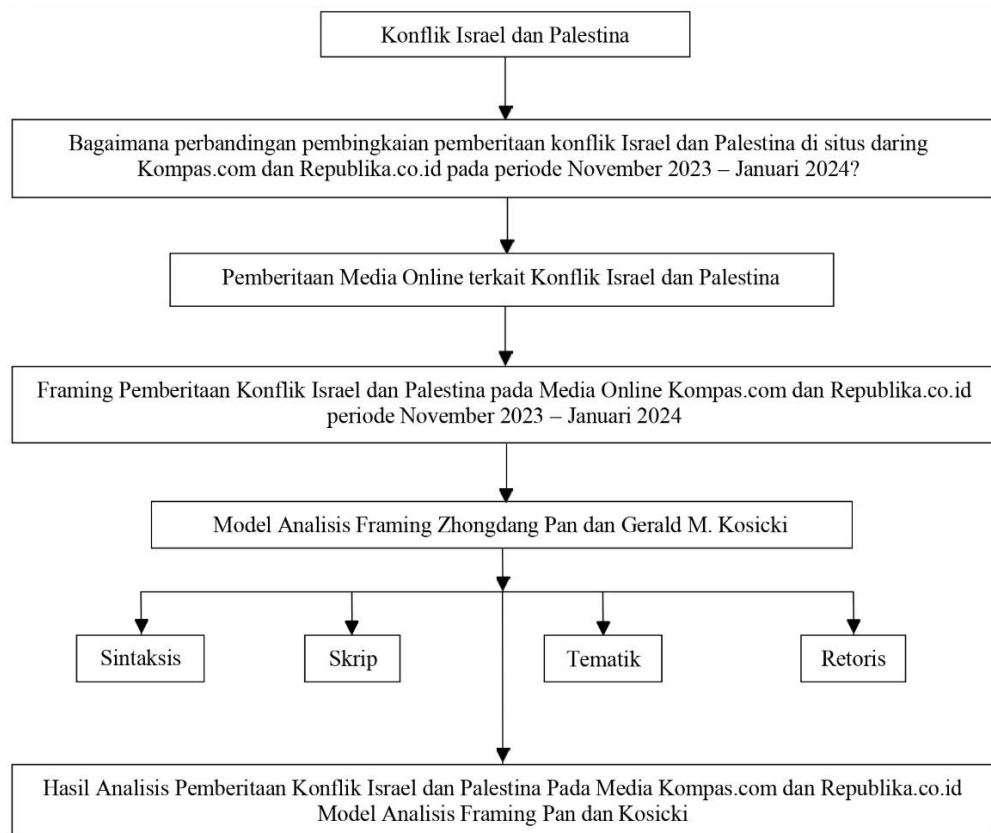 Konflik Israel dan Palestina
Bagaimana perbandingan pembingkaian pemberitaan konflik Israel dan Palestina di situs daring
Kompas.com dan Republika.co.id pada periode November 2023 – Januari 2024?
Pemberitaan Media Online terkait Konflik Israel dan Palestina
Framing Pemberitaan Konflik Israel dan Palestina pada Media Online Kompas.com dan Republika.co.id
periode November 2023 – Januari 2024
Model Analisis Framing Zhongdang Pan dan Gerald M. Kosicki
Sintaksis
Skrip
Tematik
Retoris
Hasil Analisis Pemberitaan Konflik Israel dan Palestina Pada Media Kompas.com dan Republika.co.id
Model Analisis Framing Pan dan Kosicki